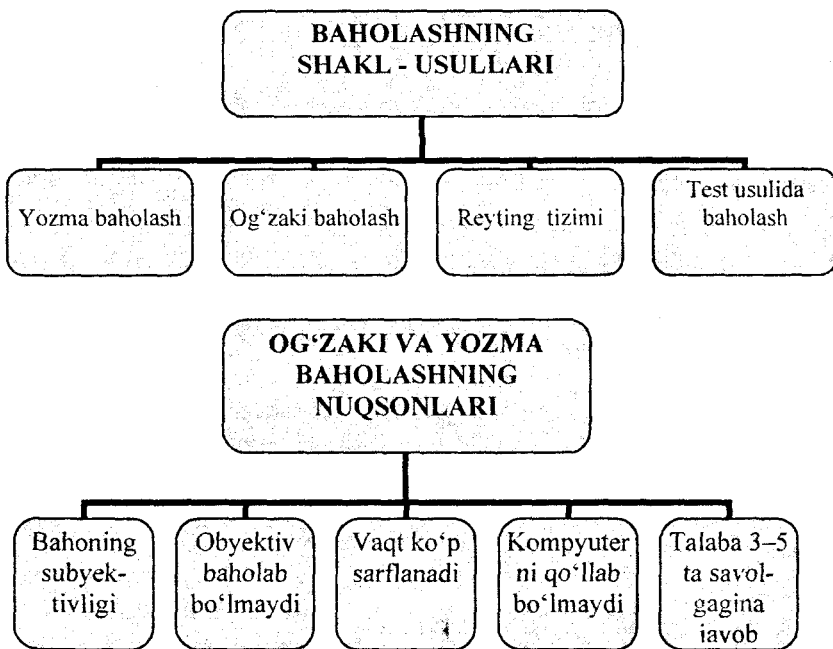 BAHOLASHNING
SHAKL - USULLARI
Yozma baholash
Og‘zaki baholash
Reyting tizimi
Test usulida
baholash
OG‘ZAKI VA YOZMA
BAHOLASHNING
NUQSONLARI
Bahoning
subyek-
tivligi
Obyektiv
baholab
bo‘lmaydi
Vaqt ko‘p
sarflanadi
Kompyuter
ni qo‘llab
bo‘lmaydi
Talaba 3–5
ta savol-
gagina
javob